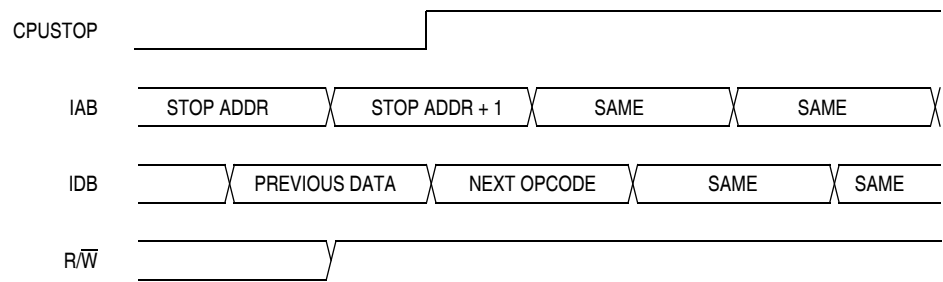 CPUSTOP
IAB STOP ADDR STOP ADDR + 1 SAME SAME
IDB PREVIOUS DATA NEXT OPCODE SAME SAME
R/W̅